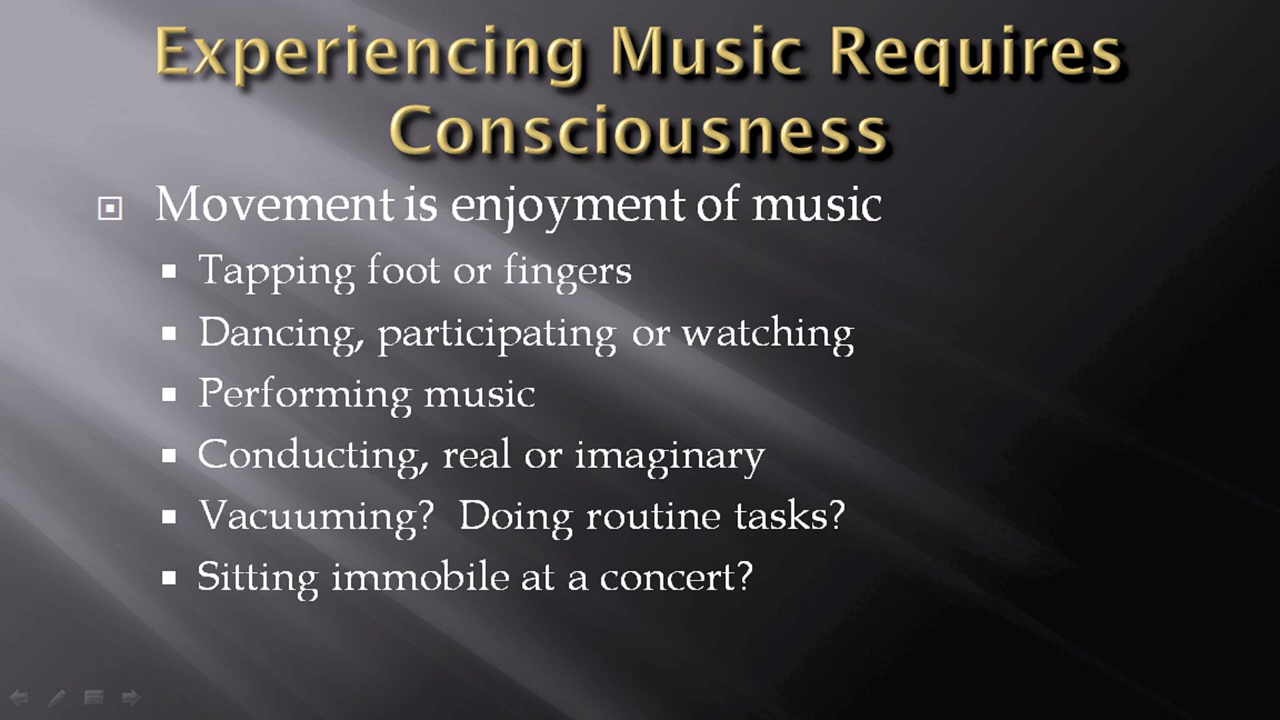 Experiencing Music Requires
Consciousness
Movement is enjoyment of music
Tapping foot or fingers
Dancing, participating or watching
Performing music
Conducting, real or imaginary
Vacuuming?  Doing routine tasks?
Sitting immobile at a concert?